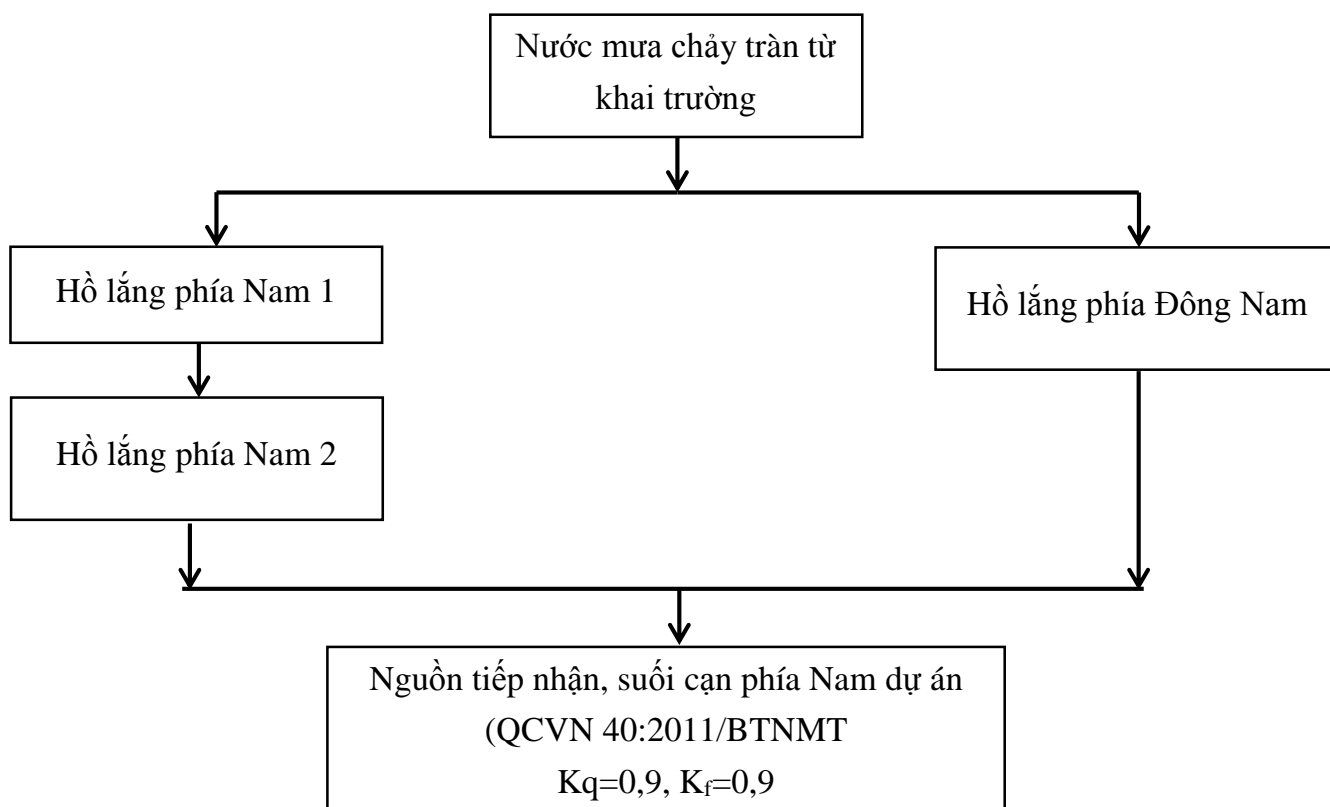 Nước mưa chảy tràn từ
khai trường
Hồ lắng phía Nam 1
Hồ lắng phía Đông Nam
Hồ lắng phía Nam 2
Nguồn tiếp nhận, suối cạn phía Nam dự án
(QCVN 40:2011/BTNMT
Kq=0,9, Kf=0,9